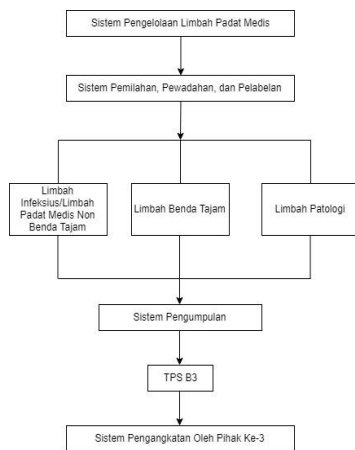 Sistem Pengelolaan Limbah Padat Medis
Sistem Pemilahan, Pewadahan, dan Pelabelan
Limbah
Infeksius/Limbah
Padat Medis Non
Benda Tajam
Limbah Benda Tajam
Limbah Patologi
Sistem Pengumpulan
TPS B3
Sistem Pengangkatan Oleh Pihak Ke-3